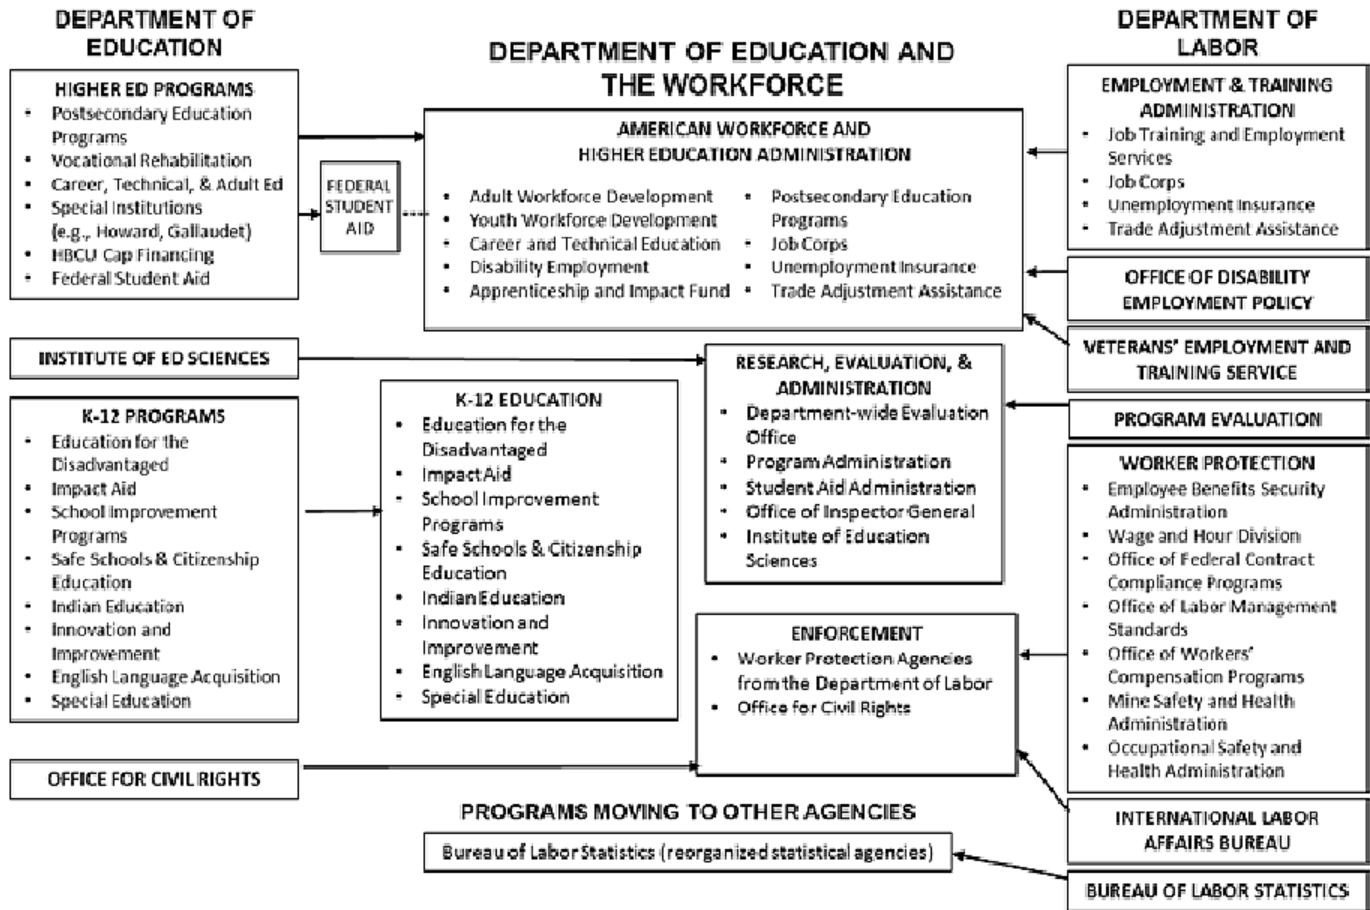 DEPARTMENT OF
EDUCATION
HIGHER ED PROGRAMS
• Postsecondary Education
Programs
• Vocational Rehabilitation
• Career, Technical, & Adult Ed
• Special Institutions
(e.g., Howard, Gallaudet)
• HBCU Cap Financing
• Federal Student Aid
FEDERAL
STUDENT
AID
INSTITUTE OF ED SCIENCES
K-12 PROGRAMS
• Education for the
Disadvantaged
• Impact Aid
• School Improvement
Programs
• Safe Schools & Citizenship
Education
• Indian Education
• Innovation and
Improvement
• English Language Acquisition
• Special Education
OFFICE FOR CIVIL RIGHTS
DEPARTMENT OF EDUCATION AND
THE WORKFORCE
AMERICAN WORKFORCE AND
HIGHER EDUCATION ADMINISTRATION
• Adult Workforce Development
• Youth Workforce Development
• Career and Technical Education
• Disability Employment
• Apprenticeship and Impact Fund
• Postsecondary Education
Programs
• Job Corps
• Unemployment Insurance
• Trade Adjustment Assistance
K-12 EDUCATION
• Education for the
Disadvantaged
• Impact Aid
• School Improvement
Programs
• Safe Schools & Citizenship
Education
• Indian Education
• Innovation and
Improvement
• English Language Acquisition
• Special Education
RESEARCH, EVALUATION, &
ADMINISTRATION
• Department-wide Evaluation
Office
• Program Administration
• Student Aid Administration
• Office of Inspector General
• Institute of Education
Sciences
ENFORCEMENT
• Worker Protection Agencies
from the Department of Labor
• Office for Civil Rights
PROGRAMS MOVING TO OTHER AGENCIES
Bureau of Labor Statistics (reorganized statistical agencies)
DEPARTMENT OF
LABOR
EMPLOYMENT & TRAINING
ADMINISTRATION
• Job Training and Employment
Services
• Job Corps
• Unemployment Insurance
• Trade Adjustment Assistance
OFFICE OF DISABILITY
EMPLOYMENT POLICY
VETERANS' EMPLOYMENT AND
TRAINING SERVICE
PROGRAM EVALUATION
WORKER PROTECTION
• Employee Benefits Security
Administration
• Wage and Hour Division
• Office of Federal Contract
Compliance Programs
• Office of Labor Management
Standards
• Office of Workers'
Compensation Programs
• Mine Safety and Health
Administration
• Occupational Safety and
Health Administration
INTERNATIONAL LABOR
AFFAIRS BUREAU
BUREAU OF LABOR STATISTICS